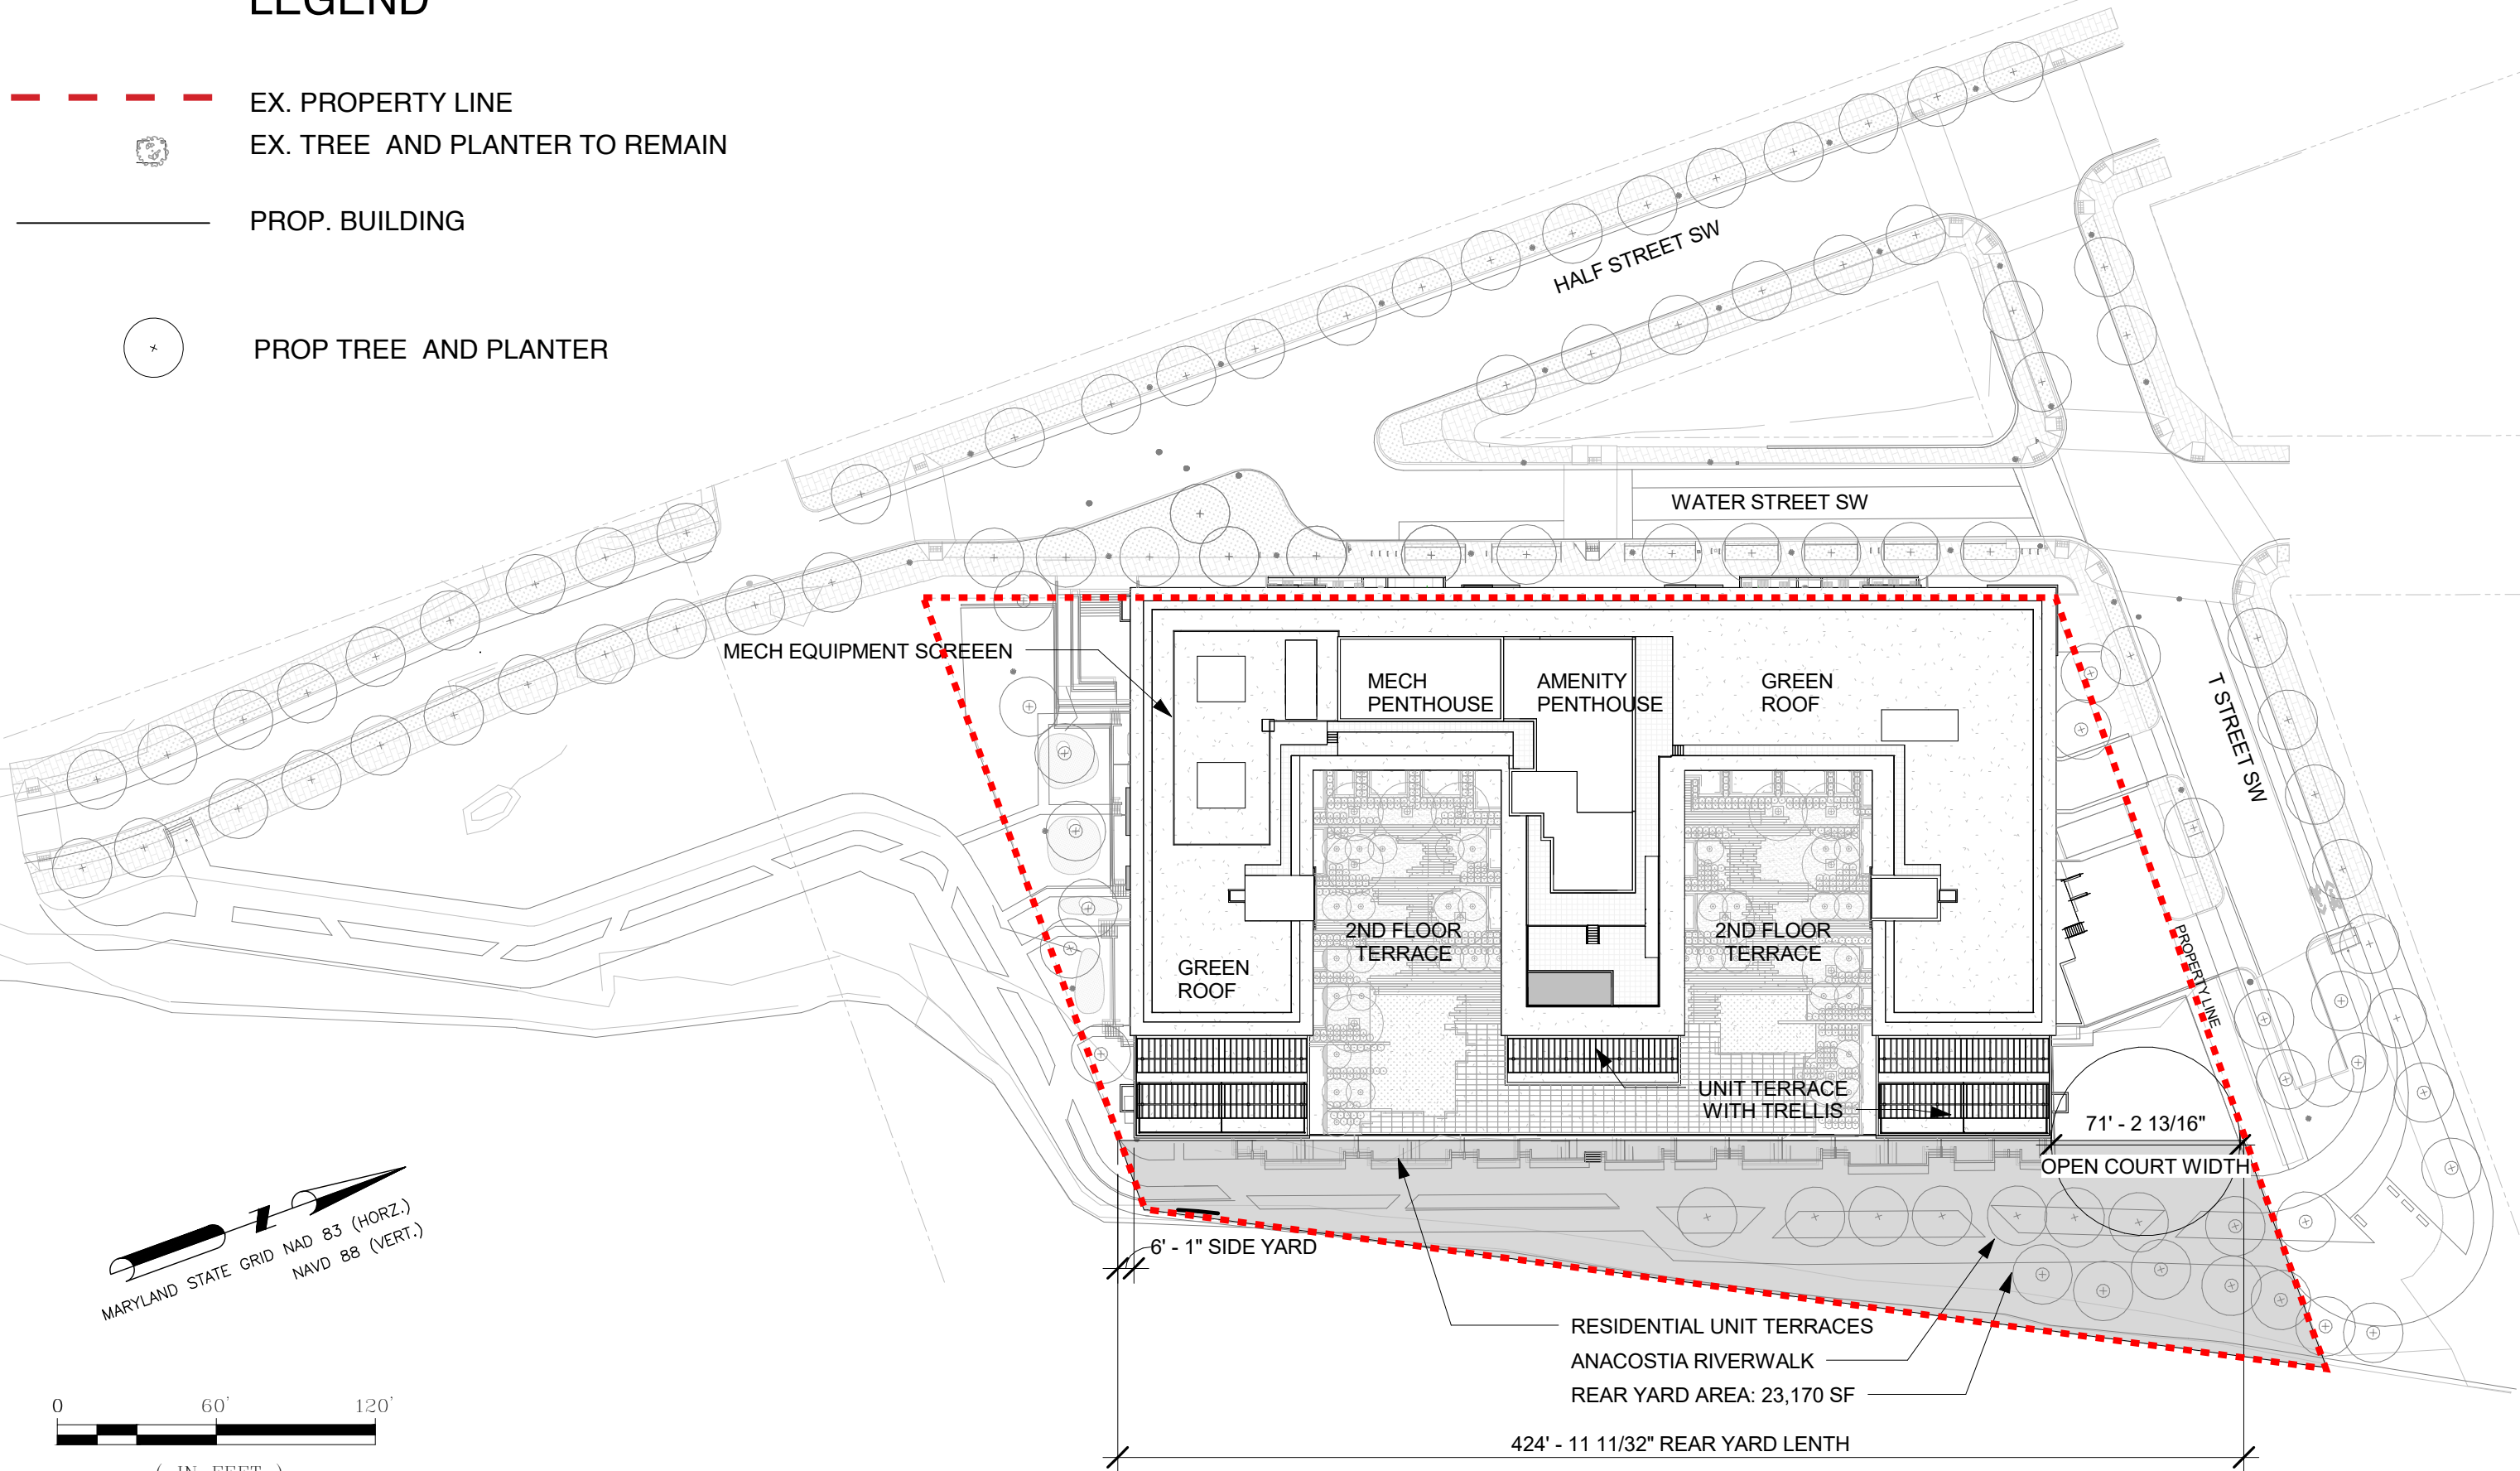 LEGEND
EX. PROPERTY LINE
EX. TREE AND PLANTER TO REMAIN
PROP. BUILDING
PROP TREE AND PLANTER
HALF STREET SW
WATER STREET SW
T STREET SW
MECH EQUIPMENT SCREEEN
MECH
PENTHOUSE
AMENITY
PENTHOUSE
GREEN
ROOF
2ND FLOOR
TERRACE
2ND FLOOR
TERRACE
GREEN
ROOF
PROPERTY LINE
UNIT TERRACE
WITH TRELLIS
71' - 2 13/16"
OPEN COURT WIDTH
6' - 1" SIDE YARD
RESIDENTIAL UNIT TERRACES
ANACOSTIA RIVERWALK
REAR YARD AREA: 23,170 SF
424' - 11 11/32" REAR YARD LENTH
Z
MARYLAND STATE GRID NAD 83 (HORZ.)
NAVD 88 (VERT.)
0 60' 120'
( IN FEET )